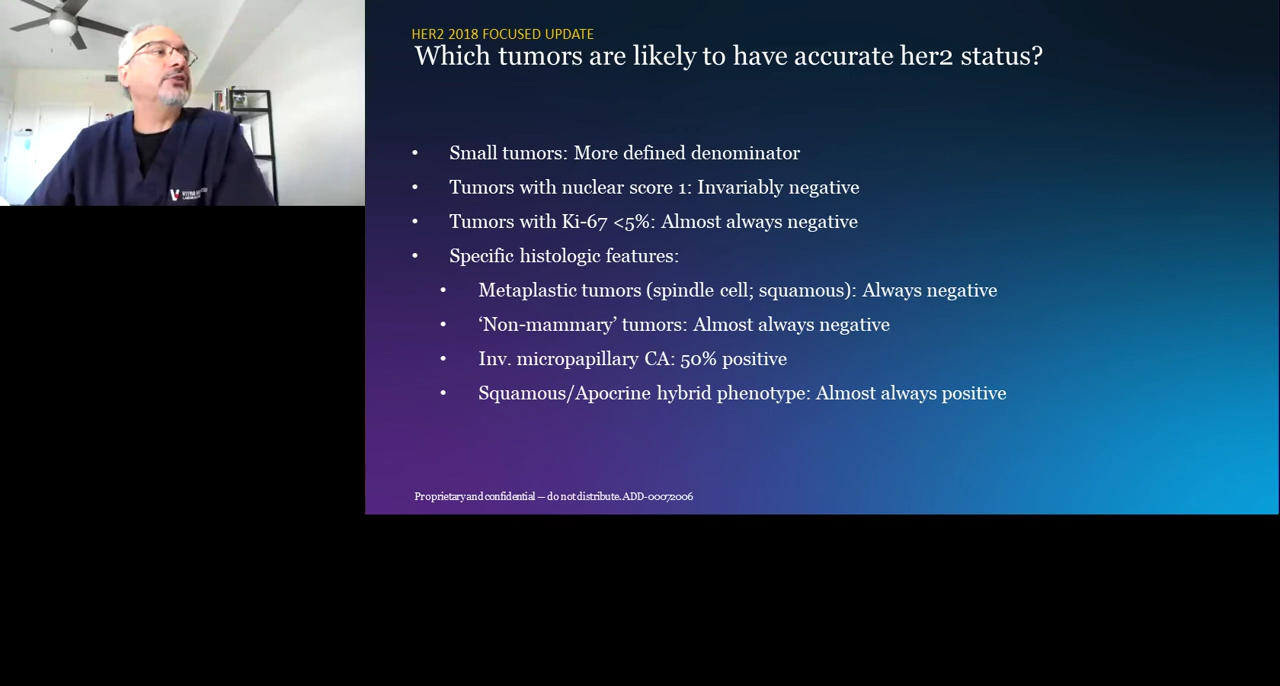 HER2 2018 FOCUSED UPDATE
Which tumors are likely to have accurate her2 status?
• Small tumors: More defined denominator
• Tumors with nuclear score 1: Invariably negative
• Tumors with Ki-67 <5%: Almost always negative
• Specific histologic features:
• Metaplastic tumors (spindle cell; squamous): Always negative
• ‘Non-mammary’ tumors: Almost always negative
• Inv. micropapillary CA: 50% positive
• Squamous/Apocrine hybrid phenotype: Almost always positive
Proprietary and confidential — do not distribute. ADD-00072006